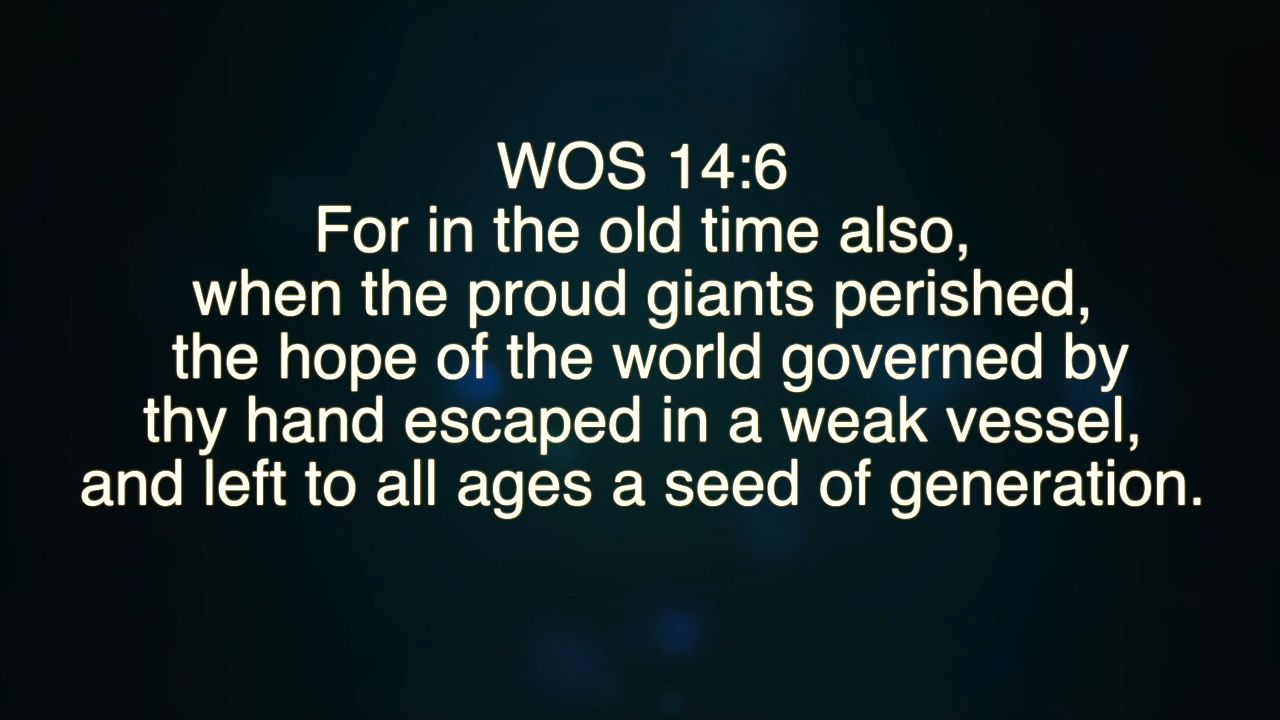 WOS 14:6
For in the old time also,
when the proud giants perished,
the hope of the world governed by
thy hand escaped in a weak vessel,
and left to all ages a seed of generation.